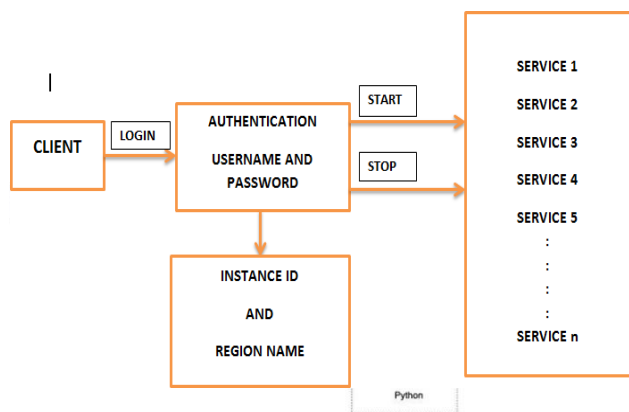 CLIENT
LOGIN
AUTHENTICATION
USERNAME AND
PASSWORD
START
STOP
INSTANCE ID
AND
REGION NAME
SERVICE 1
SERVICE 2
SERVICE 3
SERVICE 4
SERVICE 5
:
:
:
:
SERVICE n
Python